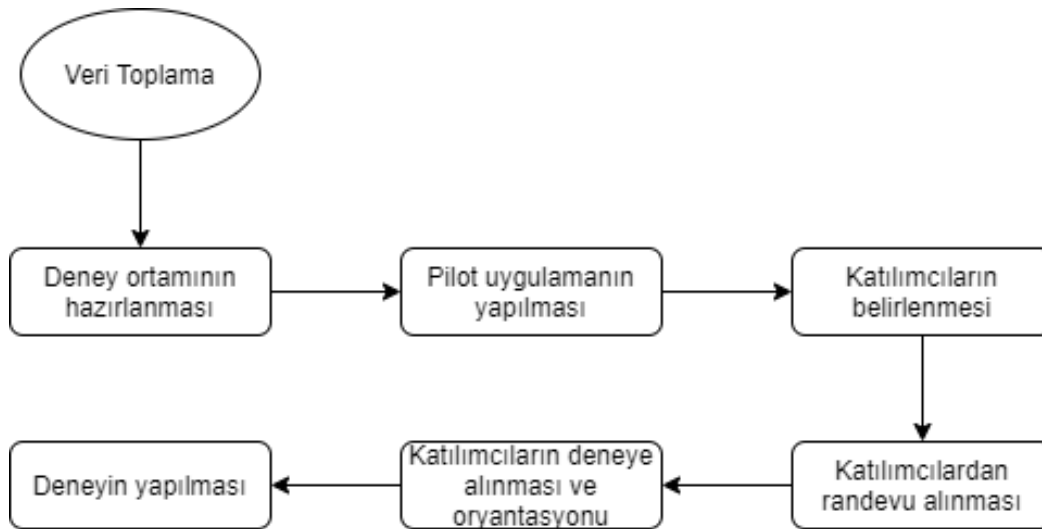 Veri Toplama
Deney ortamının
hazırlanması
Pilot uygulamanın
yapılması
Katılımcıların
belirlenmesi
Katılımcılardan
randevu alınması
Katılımcıların deneye
alınması ve
oryantasyonu
Deneyin yapılması